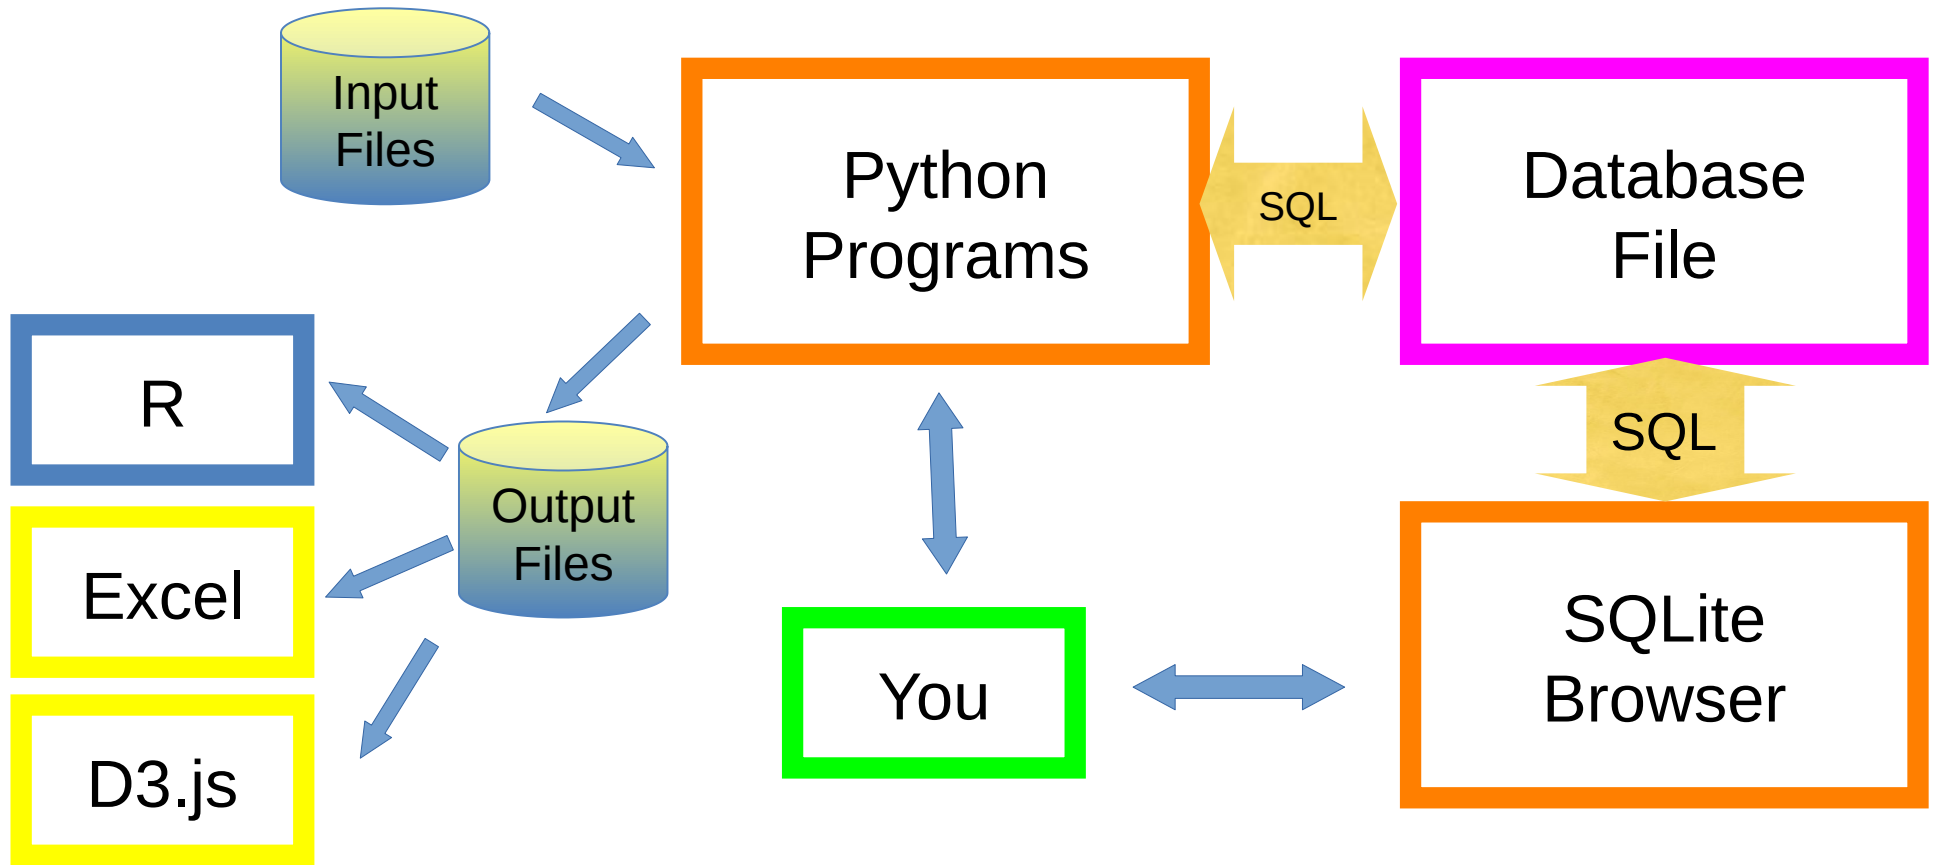 Input
Files
Python
Programs
SQL
Database
File
R
SQL
Output
Files
Excel
You
SQLite
Browser
D3.js